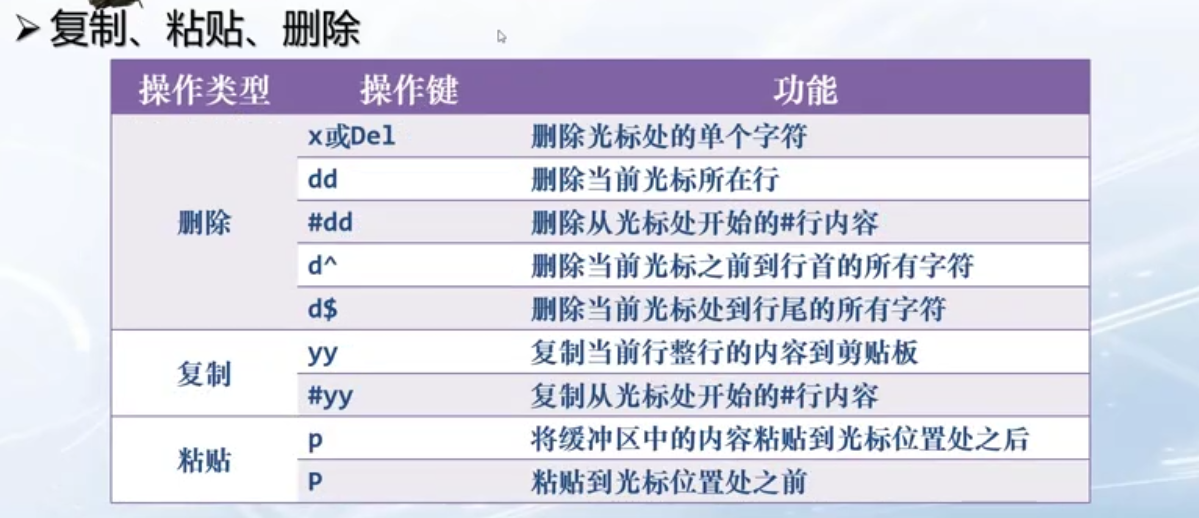 ➢ 复制、粘贴、删除
操作类型 操作键 功能
x或Del 删除光标处的单个字符
dd 删除当前光标所在行
删除 #dd 删除从光标处开始的#行内容
d^ 删除当前光标之前到行首的所有字符
d$ 删除当前光标处到行尾的所有字符
yy 复制当前行整行的内容到剪贴板
复制
#yy 复制从光标处开始的#行内容
p 将缓冲区中的内容粘贴到光标位置处之后
粘贴
P 粘贴到光标位置处之前